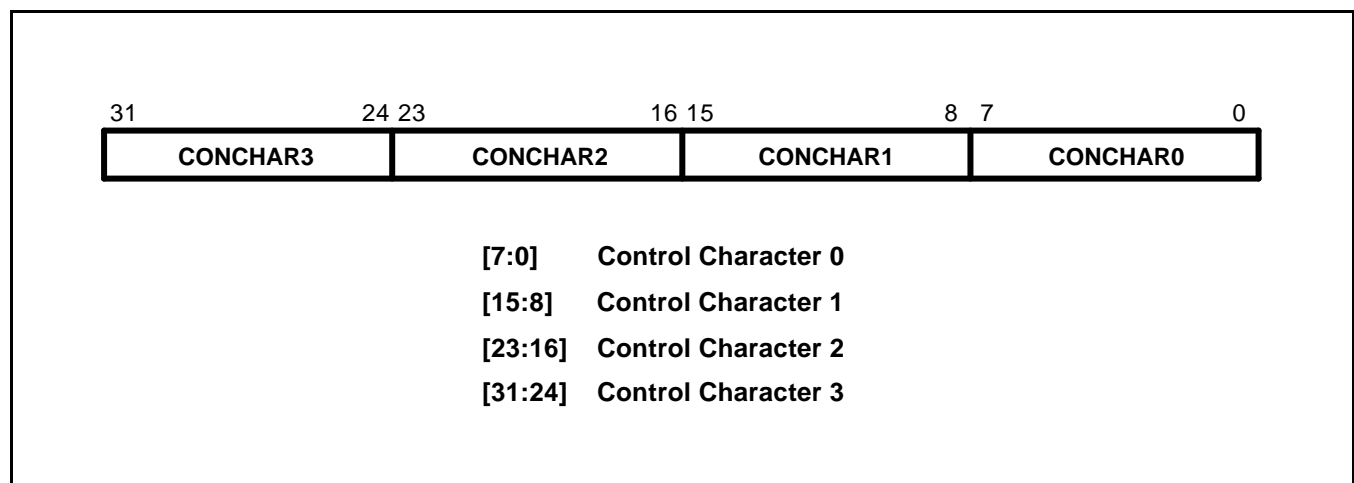 31 24 23 16 15 8 7 0
CONCHAR3 CONCHAR2 CONCHAR1 CONCHAR0
[7:0] Control Character 0
[15:8] Control Character 1
[23:16] Control Character 2
[31:24] Control Character 3